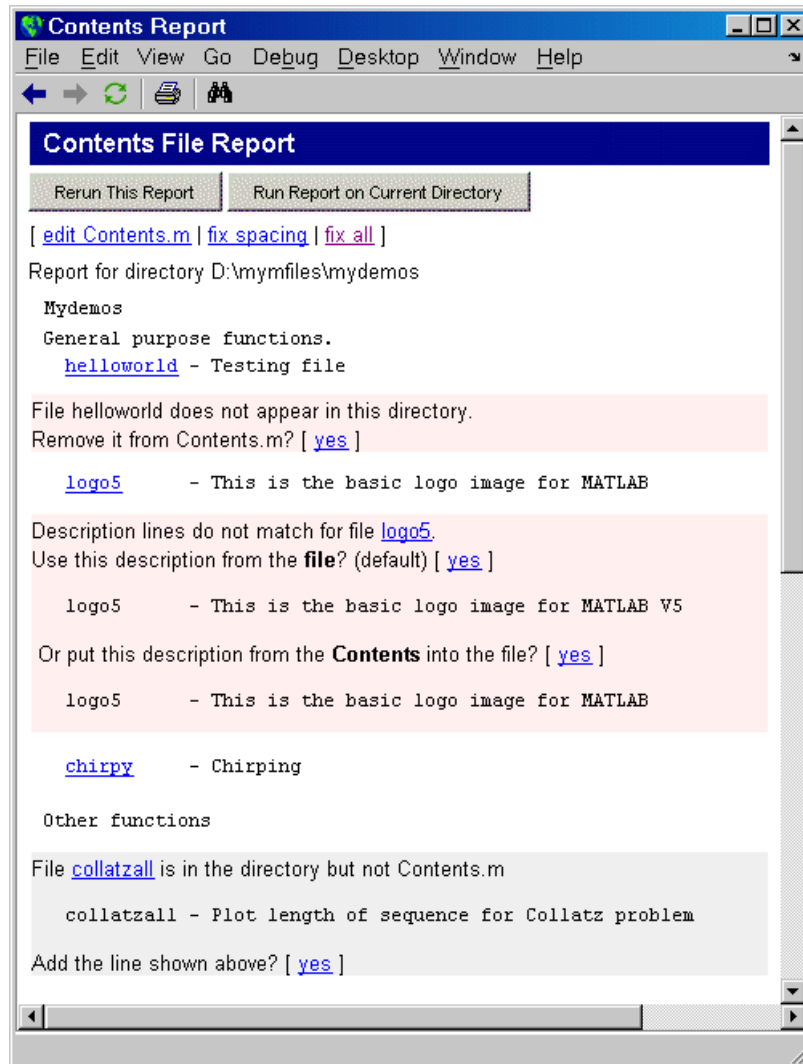 Contents Report
File Edit View Go Debug Desktop Window Help
Contents File Report
Rerun This Report Run Report on Current Directory
[ edit Contents.m | fix spacing | fix all ]
Report for directory D:\mymfiles\mydemos
Mydemos
General purpose functions.
helloworld - Testing file
File helloworld does not appear in this directory.
Remove it from Contents.m? [ yes ]
logo5 - This is the basic logo image for MATLAB
Description lines do not match for file logo5.
Use this description from the file? (default) [ yes ]
logo5 - This is the basic logo image for MATLAB V5
Or put this description from the Contents into the file? [ yes ]
logo5 - This is the basic logo image for MATLAB
chirpy - Chirping
Other functions
File collatzall is in the directory but not Contents.m
collatzall - Plot length of sequence for Collatz problem
Add the line shown above? [ yes ]